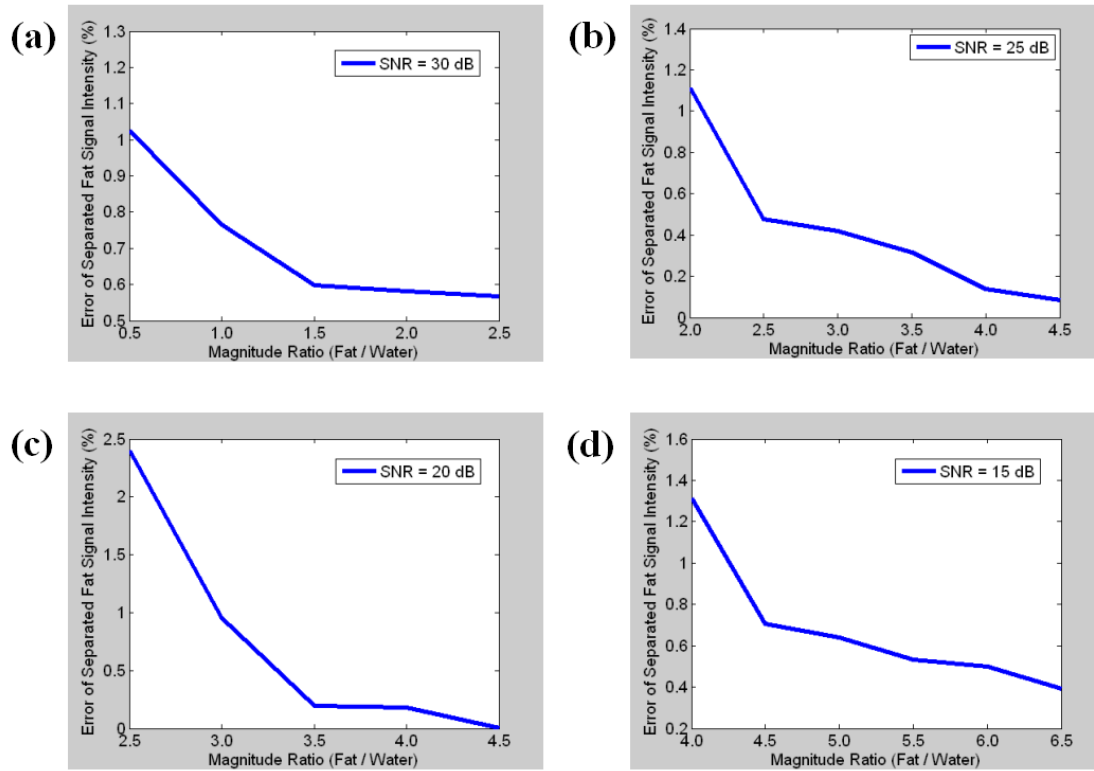 (a)
Error of Separated Fat Signal Intensity (%)
1.3
1.2
1.1
1
0.9
0.8
0.7
0.6
0.5
SNR = 30 dB
0.5 1.0 1.5 2.0 2.5
Magnitude Ratio (Fat / Water)
(b)
Error of Separated Fat Signal Intensity (%)
1.4
1.2
1
0.8
0.6
0.4
0.2
0
SNR = 25 dB
2.0 2.5 3.0 3.5 4.0 4.5
Magnitude Ratio (Fat / Water)
(c)
Error of Separated Fat Signal Intensity (%)
2.5
2
1.5
1
0.5
0
SNR = 20 dB
2.5 3.0 3.5 4.0 4.5
Magnitude Ratio (Fat / Water)
(d)
Error of Separated Fat Signal Intensity (%)
1.6
1.4
1.2
1
0.8
0.6
0.4
0.2
SNR = 15 dB
4.0 4.5 5.0 5.5 6.0 6.5
Magnitude Ratio (Fat / Water)